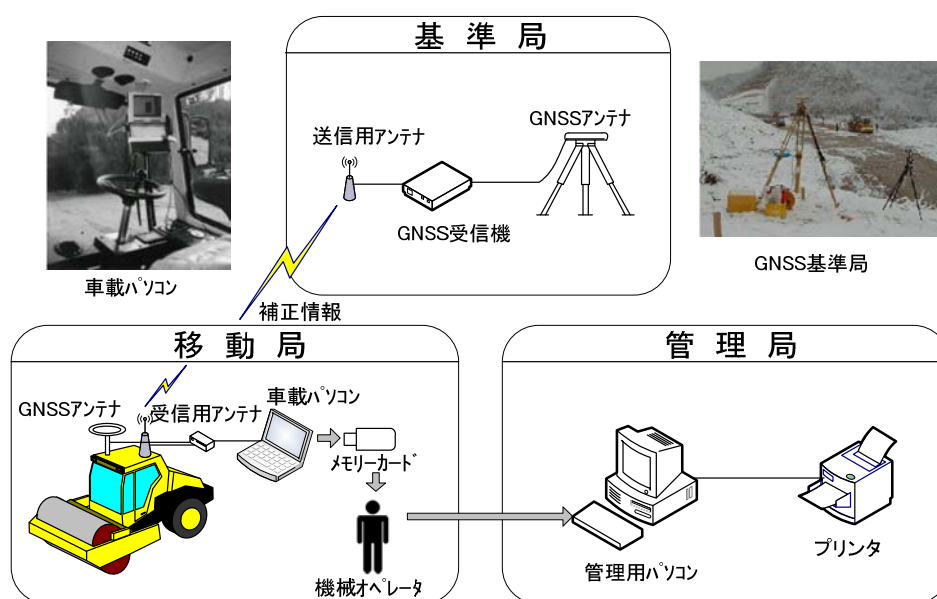 基準局
送信用アンテナ
GNSSアンテナ
GNSS受信機
車載パソコン
GNSS基準局
補正情報
移動局
GNSSアンテナ
受信用アンテナ
車載パソコン
メモリーカード
機械オペレータ
管理局
管理用パソコン
プリンタ